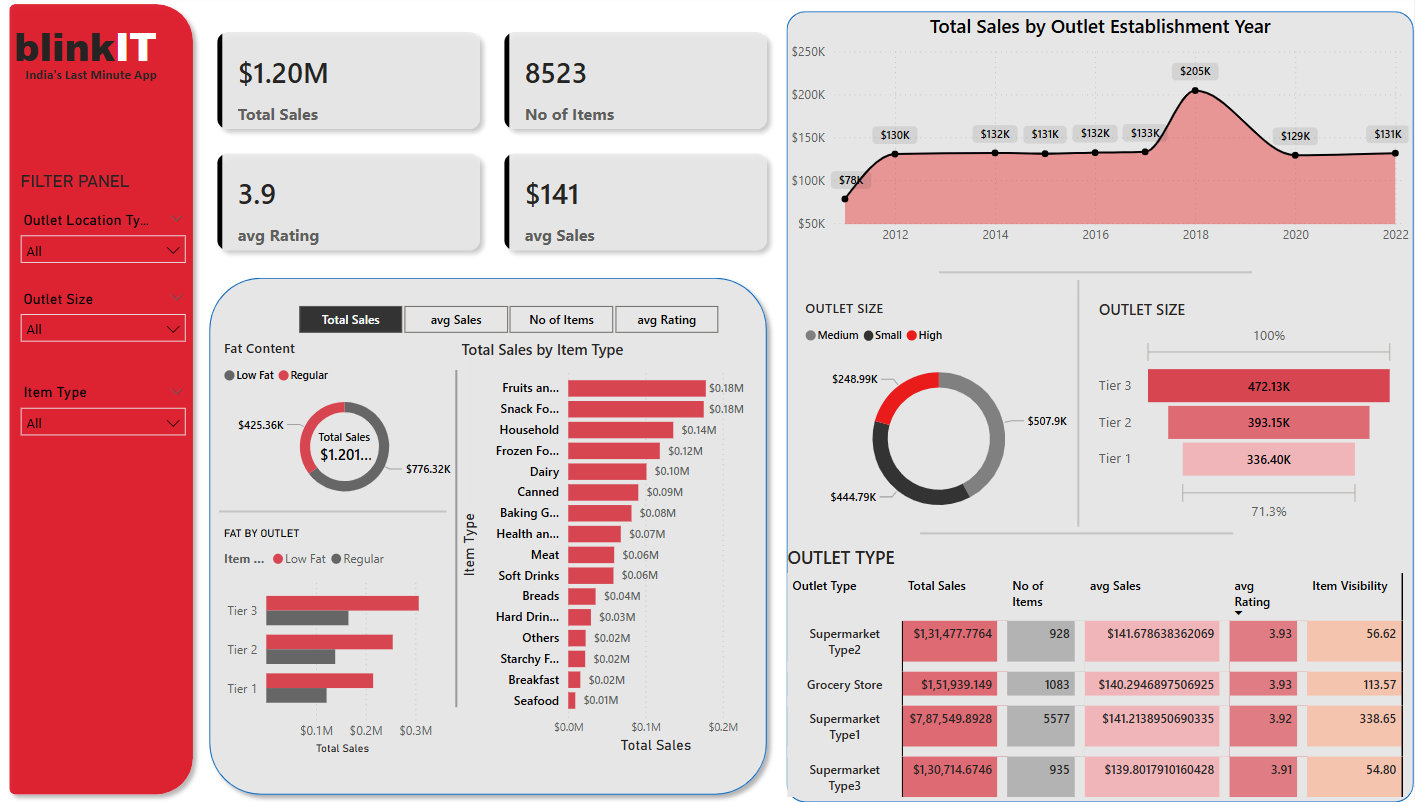 blinkIT
India's Last Minute App
FILTER PANEL
Outlet Location Ty...
All
Outlet Size
All
Item Type
All
$1.20M
Total Sales
8523
No of Items
3.9
avg Rating
$141
avg Sales
Total Sales
avg Sales
No of Items
avg Rating
Fat Content
Low Fat
Regular
$425.36K
Total Sales
$1.201...
$776.32K
FAT BY OUTLET
Item ...
Low Fat
Regular
Tier 3
Tier 2
Tier 1
$0.1M
$0.2M
$0.3M
Total Sales
Total Sales by Item Type
Item Type
Fruits an...
$0.18M
Snack Fo...
$0.18M
Household
$0.14M
Frozen Fo...
$0.12M
Dairy
$0.10M
Canned
$0.09M
Baking G...
$0.08M
Health an...
$0.07M
Meat
$0.06M
Soft Drinks
$0.06M
Breads
$0.04M
Hard Drin...
$0.03M
Others
$0.02M
Starchy F...
$0.02M
Breakfast
$0.02M
Seafood
$0.01M
$0.0M
$0.1M
$0.2M
Total Sales
Total Sales by Outlet Establishment Year
$250K
$200K
$150K
$100K
$50K
$78K
$130K
$132K
$131K
$132K
$133K
$205K
$129K
$131K
2012
2014
2016
2018
2020
2022
OUTLET SIZE
Medium
Small
High
$248.99K
$507.9K
$444.79K
OUTLET SIZE
100%
Tier 3
472.13K
Tier 2
393.15K
Tier 1
336.40K
71.3%
OUTLET TYPE
Outlet Type
Total Sales
No of
Items
avg Sales
avg
Rating
Item Visibility
Supermarket
Type2
$1,31,477.7764
928
$141.678638362069
3.93
56.62
Grocery Store
$1,51,939.149
1083
$140.2946897506925
3.93
113.57
Supermarket
Type1
$7,87,549.8928
5577
$141.2138950690335
3.92
338.65
Supermarket
Type3
$1,30,714.6746
935
$139.8017910160428
3.91
54.80